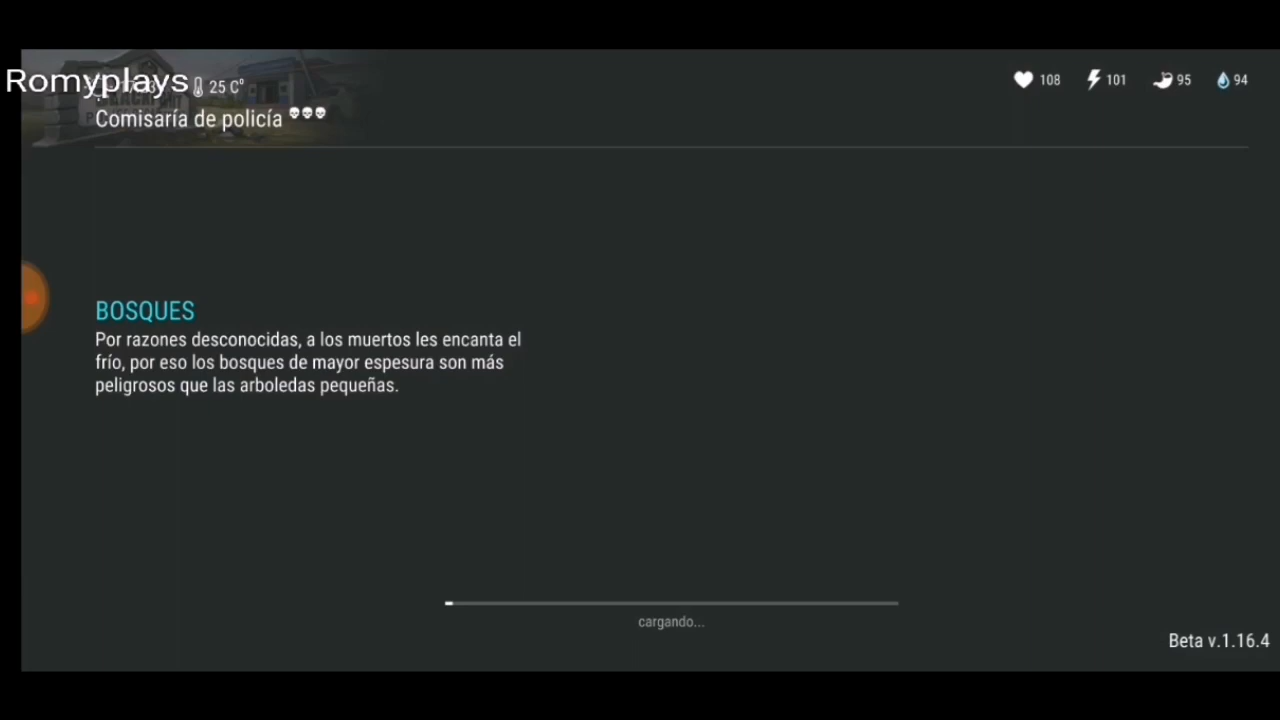 Romyplays
25 C°
108
101
95
94
Comisaría de policía
BOSQUES
Por razones desconocidas, a los muertos les encanta el
frío, por eso los bosques de mayor espesura son más
peligrosos que las arboledas pequeñas.
cargando...
Beta v.1.16.4